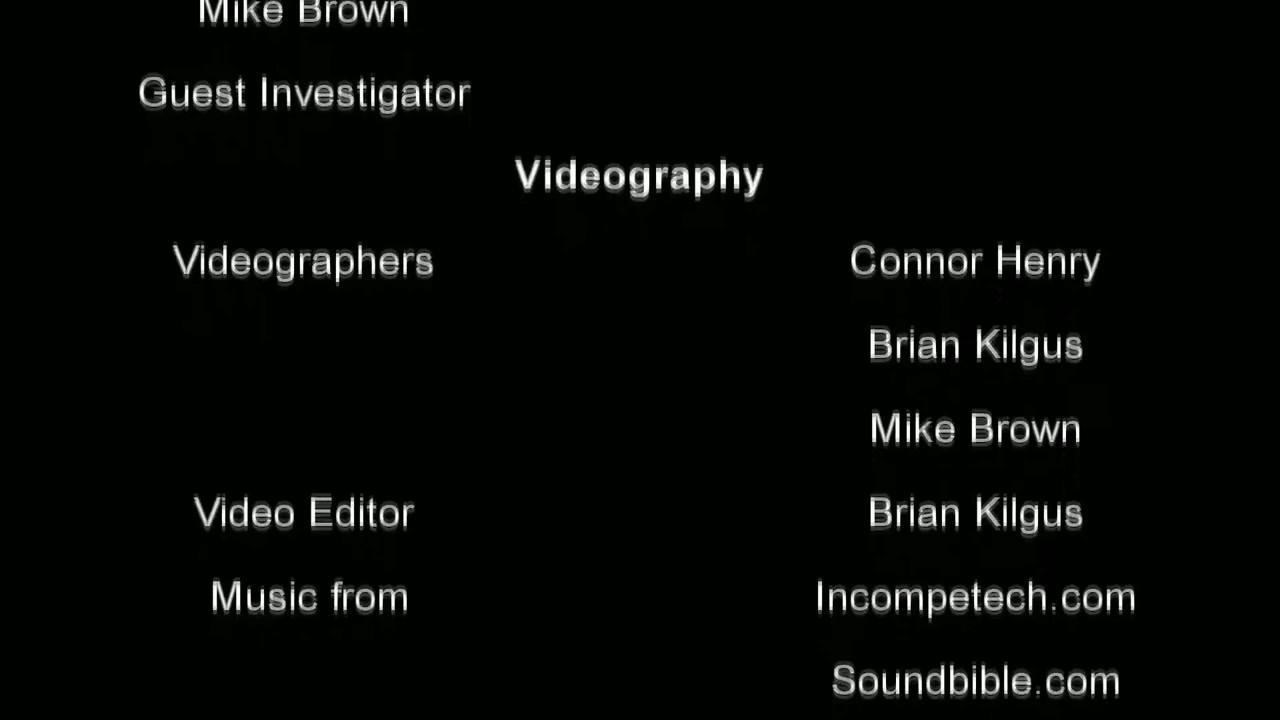 Mike Brown
Guest Investigator
Videography
Videographers Connor Henry
Brian Kilgus
Mike Brown
Video Editor Brian Kilgus
Music from Incompetech.com
Soundbible.com